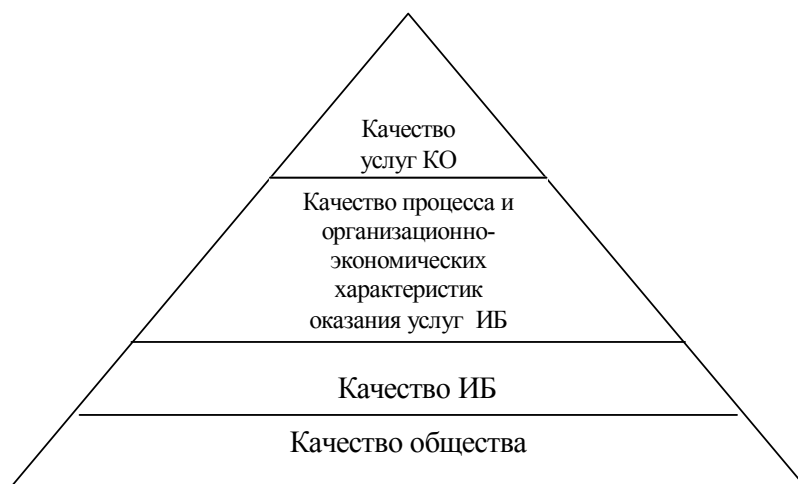 Качество
услуг КО
Качество процесса и
организационно-
экономических
характеристик
оказания услуг ИБ
Качество ИБ
Качество общества